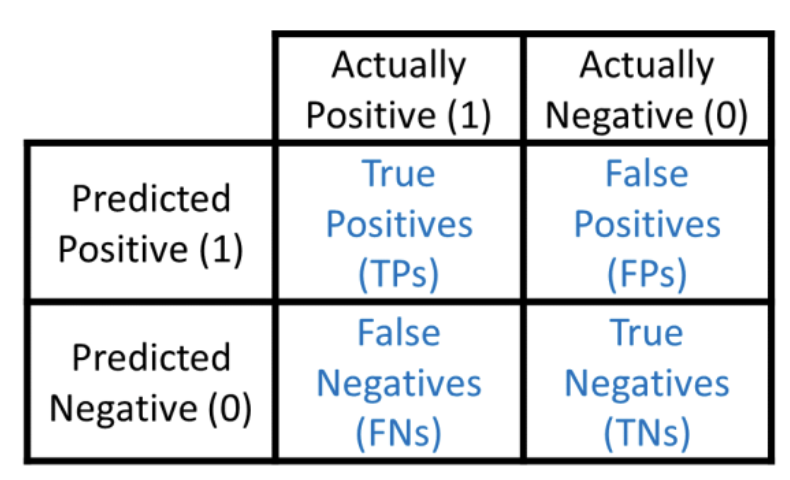 Actually
Positive (1)
Actually
Negative (0)
Predicted
Positive (1)
True
Positives
(TPs)
False
Positives
(FPs)
Predicted
Negative (0)
False
Negatives
(FNs)
True
Negatives
(TNs)